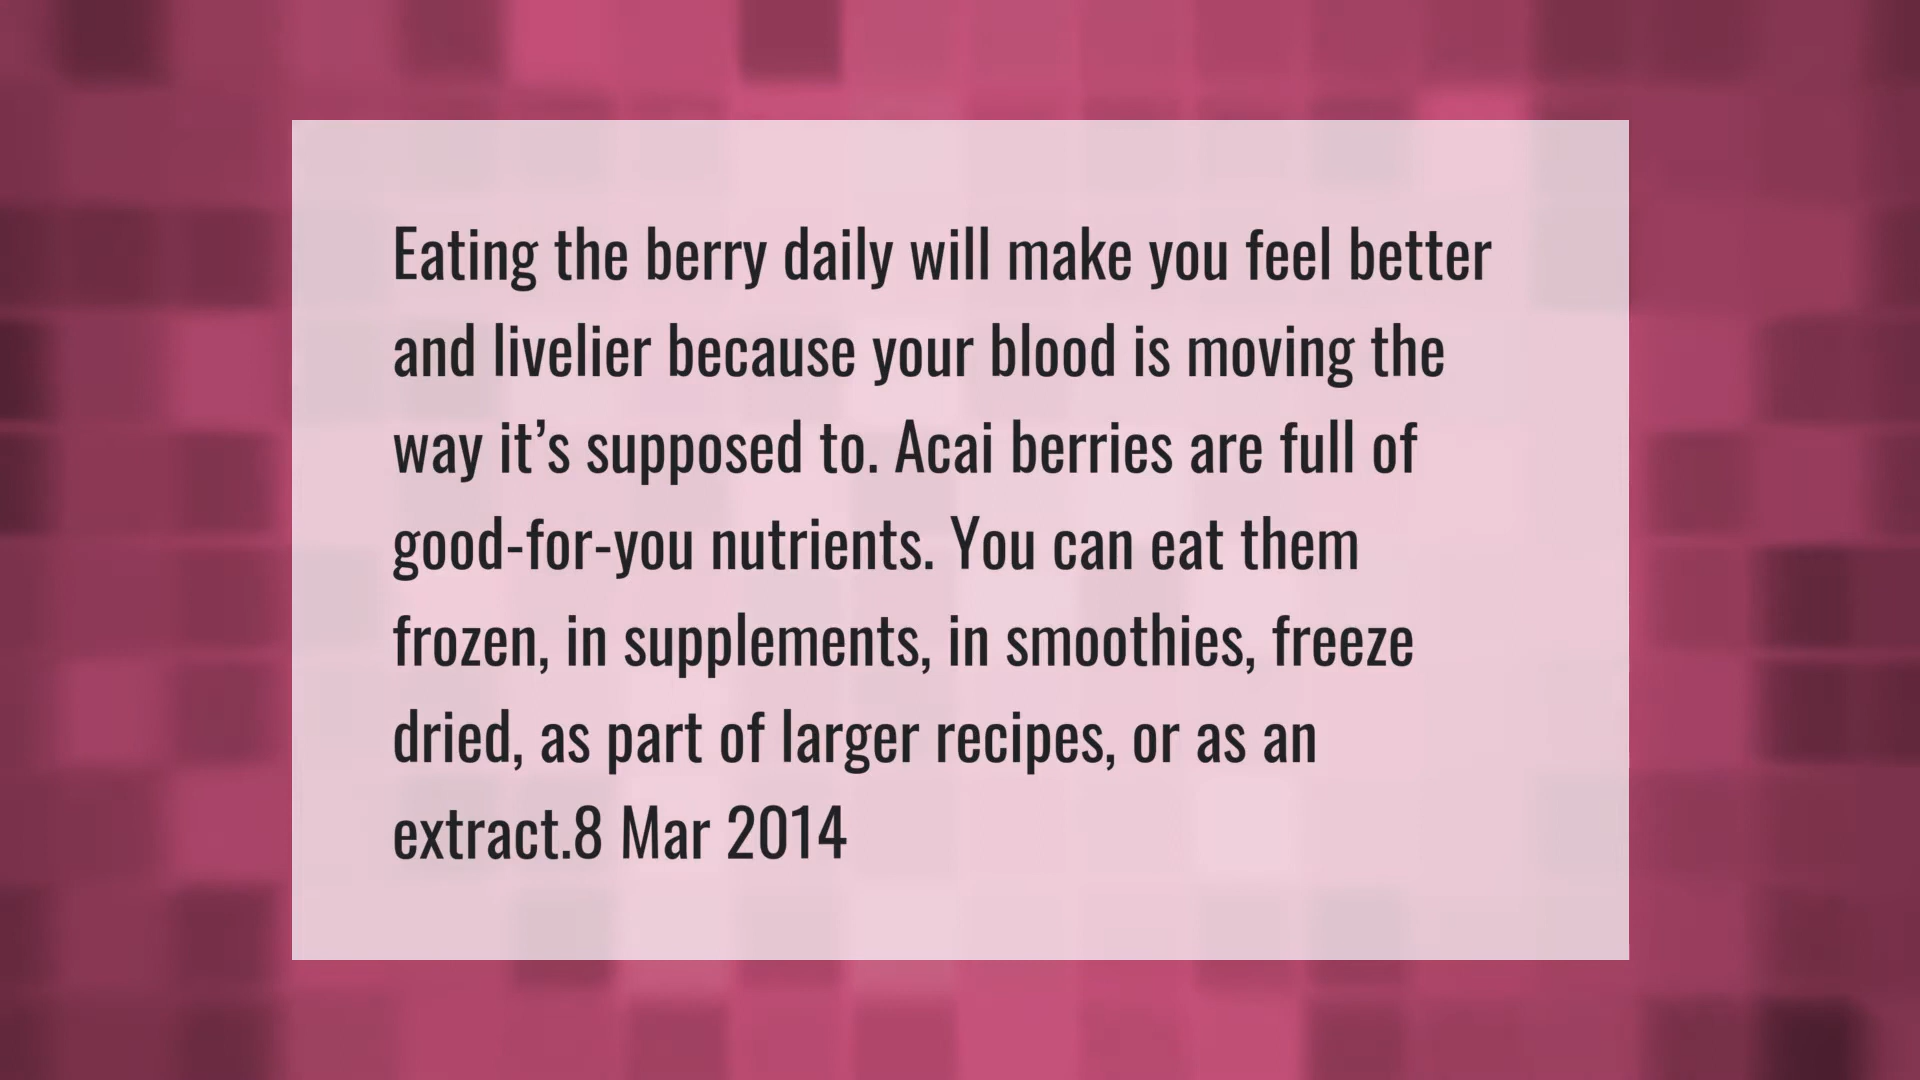 Eating the berry daily will make you feel better
and livelier because your blood is moving the
way it’s supposed to. Acai berries are full of
good-for-you nutrients. You can eat them
frozen, in supplements, in smoothies, freeze
dried, as part of larger recipes, or as an
extract.8 Mar 2014